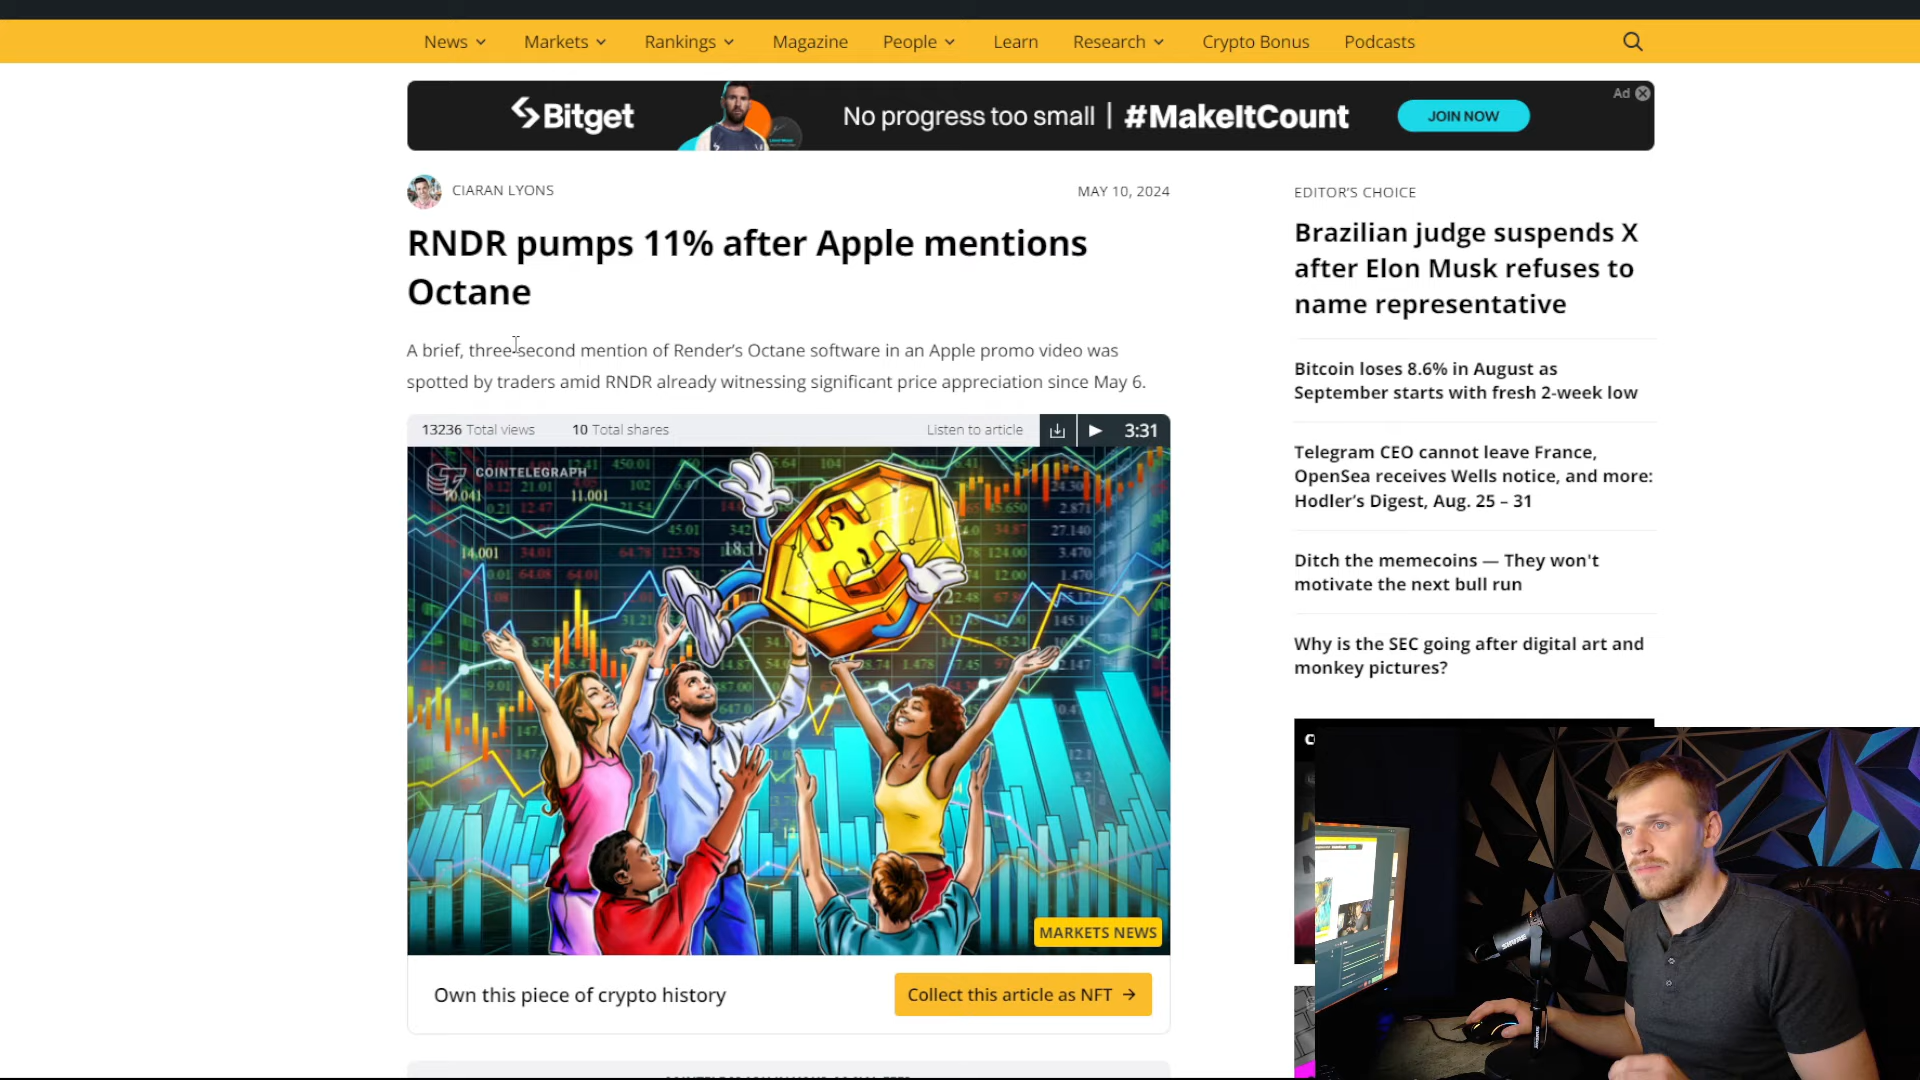 News Markets Rankings Magazine People Learn Research Crypto Bonus Podcasts
Bitget No progress too small | #MakeItCount JOIN NOW Ad
CIARAN LYONS MAY 10, 2024
RNDR pumps 11% after Apple mentions
Octane
A brief, three-second mention of Render's Octane software in an Apple promo video was
spotted by traders amid RNDR already witnessing significant price appreciation since May 6.
13236 Total views 10 Total shares Listen to article 3:31
COINTELEGRAPH
MARKETS NEWS
Own this piece of crypto history Collect this article as NFT →
EDITOR'S CHOICE
Brazilian judge suspends X
after Elon Musk refuses to
name representative
Bitcoin loses 8.6% in August as
September starts with fresh 2-week low
Telegram CEO cannot leave France,
OpenSea receives Wells notice, and more:
Hodler's Digest, Aug. 25 – 31
Ditch the memecoins — They won't
motivate the next bull run
Why is the SEC going after digital art and
monkey pictures?
SHURE